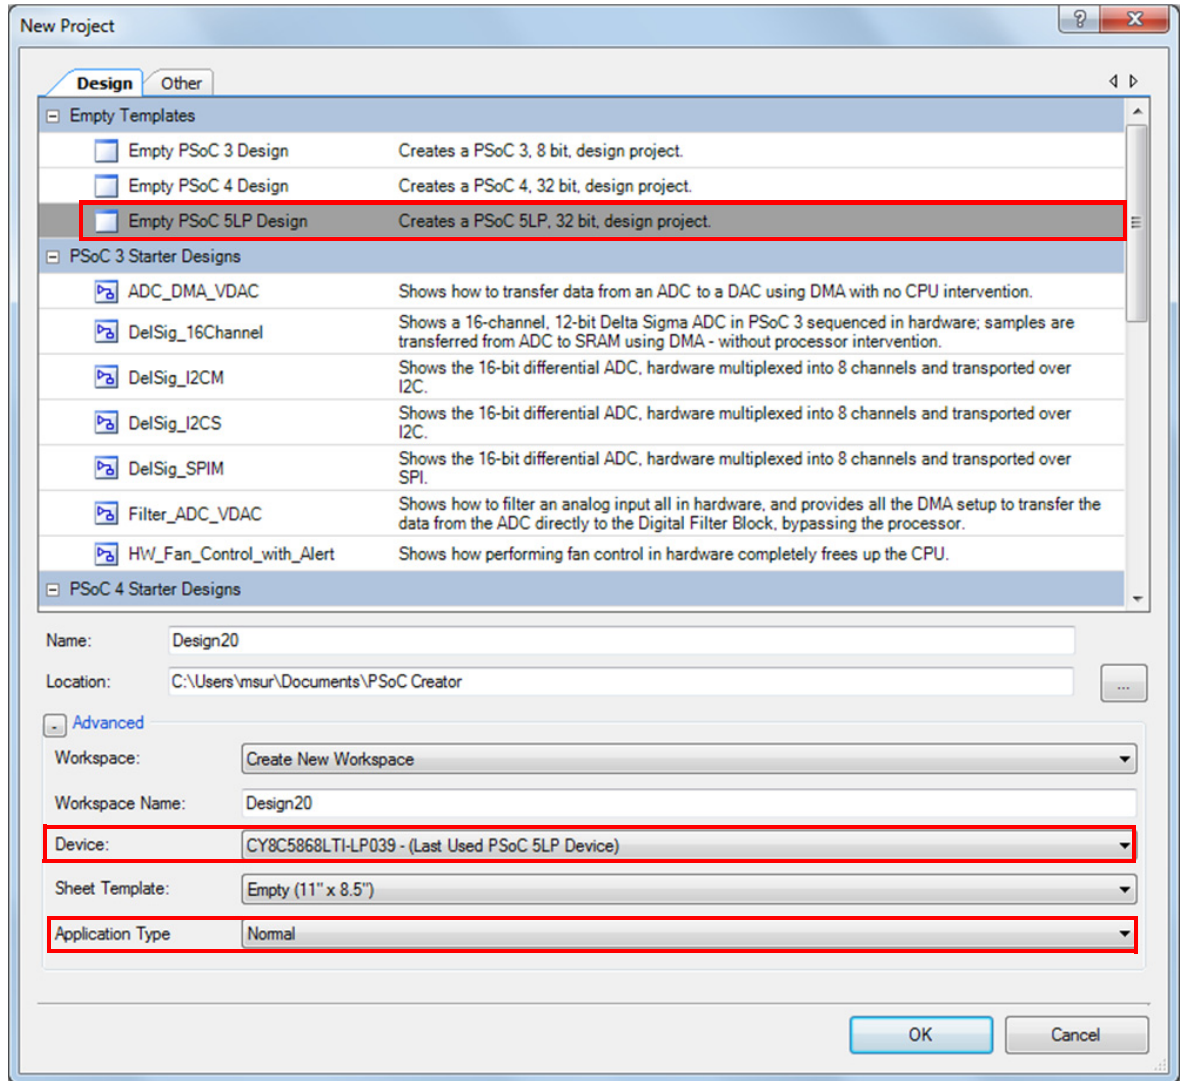 New Project
Design Other
Empty Templates
Empty PSoC 3 Design Creates a PSoC 3, 8 bit, design project.
Empty PSoC 4 Design Creates a PSoC 4, 32 bit, design project.
Empty PSoC 5LP Design Creates a PSoC 5LP, 32 bit, design project.
PSoC 3 Starter Designs
ADC_DMA_VDAC Shows how to transfer data from an ADC to a DAC using DMA with no CPU intervention.
DelSig_16Channel Shows a 16-channel, 12-bit Delta Sigma ADC in PSoC 3 sequenced in hardware; samples are
transferred from ADC to SRAM using DMA - without processor intervention.
DelSig_I2CM Shows the 16-bit differential ADC, hardware multiplexed into 8 channels and transported over
I2C.
DelSig_I2CS Shows the 16-bit differential ADC, hardware multiplexed into 8 channels and transported over
I2C.
DelSig_SPIM Shows the 16-bit differential ADC, hardware multiplexed into 8 channels and transported over
SPI.
Filter_ADC_VDAC Shows how to filter an analog input all in hardware, and provides all the DMA setup to transfer the
data from the ADC directly to the Digital Filter Block, bypassing the processor.
HW_Fan_Control_with_Alert Shows how performing fan control in hardware completely frees up the CPU.
PSoC 4 Starter Designs
Name: Design20
Location: C:\Users\msur\Documents\PSoC Creator ...
Advanced
Workspace: Create New Workspace
Workspace Name: Design20
Device: CY8C5868LTI-LP039 - (Last Used PSoC 5LP Device)
Sheet Template: Empty (11" x 8.5")
Application Type Normal
OK Cancel